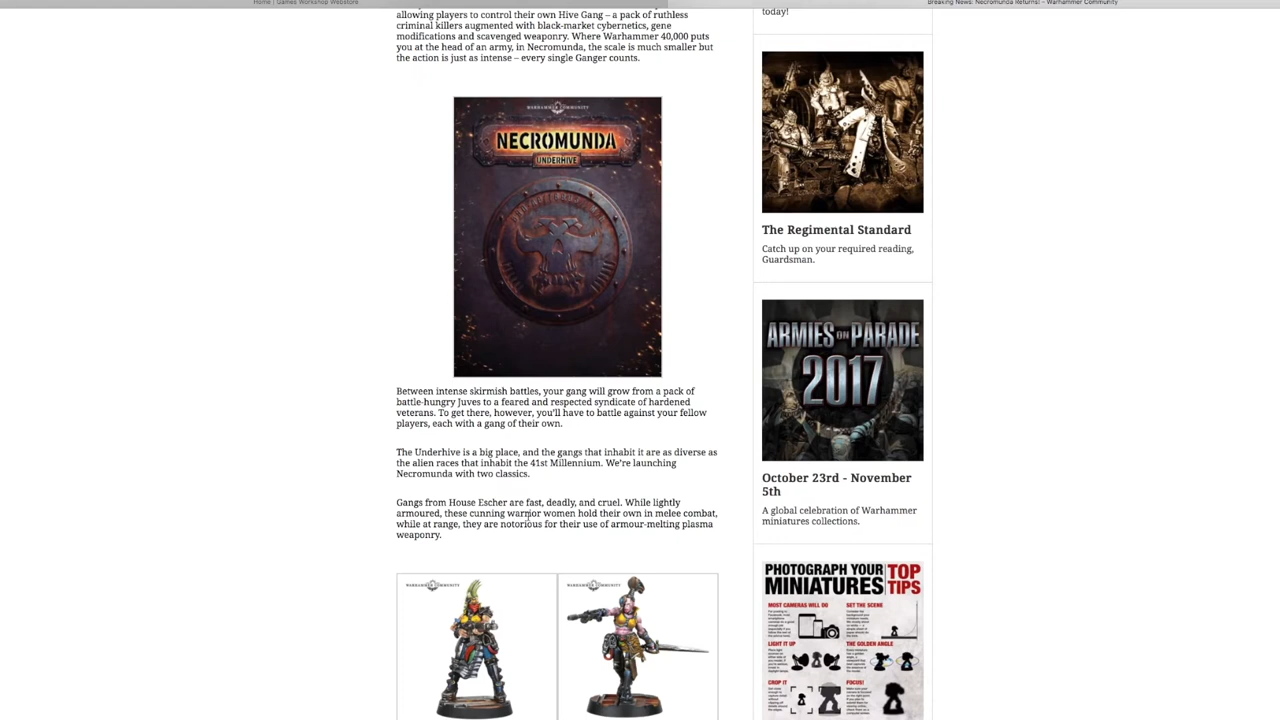 Home | Games Workshop Webstore
Breaking News: Necromunda Returns! – Warhammer Community
allowing players to control their own Hive Gang – a pack of ruthless
criminal killers augmented with black-market cybernetics, gene
modifications and scavenged weaponry. Where Warhammer 40,000 puts
you at the head of an army, in Necromunda, the scale is much smaller but
the action is just as intense – every single Ganger counts.
WARHAMMER COMMUNITY
NECROMUNDA
UNDERHIVE
Between intense skirmish battles, your gang will grow from a pack of
battle-hungry Juves to a feared and respected syndicate of hardened
veterans. To get there, however, you'll have to battle against your fellow
players, each with a gang of their own.
The Underhive is a big place, and the gangs that inhabit it are as diverse as
the alien races that inhabit the 41st Millennium. We're launching
Necromunda with two classics.
Gangs from House Escher are fast, deadly, and cruel. While lightly
armoured, these cunning warrior women hold their own in melee combat,
while at range, they are notorious for their use of armour-melting plasma
weaponry.
WARHAMMER COMMUNITY
WARHAMMER COMMUNITY
today!
The Regimental Standard
Catch up on your required reading,
Guardsman.
ARMIES ON PARADE
2017
October 23rd - November
5th
A global celebration of Warhammer
miniatures collections.
PHOTOGRAPH YOUR
MINIATURES
TOP
TIPS
MOST CAMERAS WILL DO
SET THE SCENE
LIGHT IT UP
THE GOLDEN ANGLE
CROP IT
FOCUS!